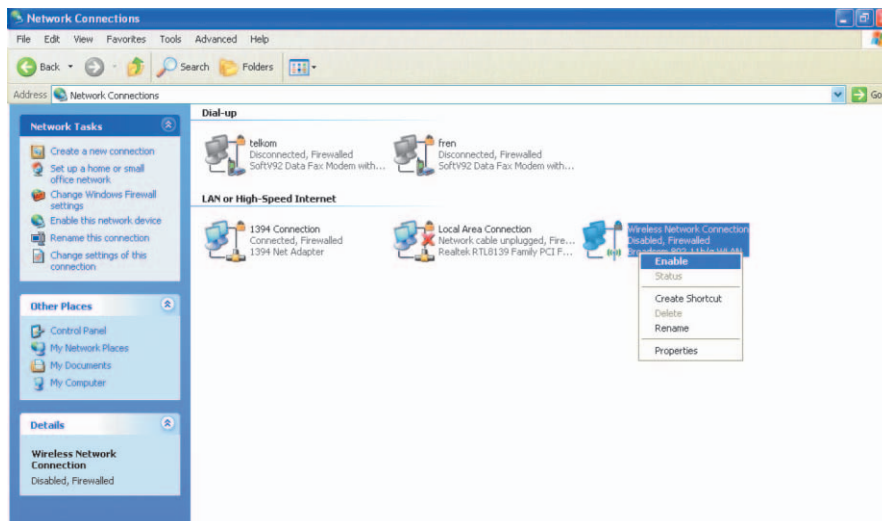 Network Connections
File Edit View Favorites Tools Advanced Help
Back Search Folders
Address Network Connections Go
Network Tasks
Create a new connection
Set up a home or small
office network
Change Windows Firewall
settings
Enable this network device
Rename this connection
Change settings of this
connection
Other Places
Control Panel
My Network Places
My Documents
My Computer
Details
Wireless Network
Connection
Disabled, Firewalled
Dial-up
telkom
Disconnected, Firewalled
SoftV92 Data Fax Modem with...
fren
Disconnected, Firewalled
SoftV92 Data Fax Modem with...
LAN or High-Speed Internet
1394 Connection
Connected, Firewalled
1394 Net Adapter
Local Area Connection
Network cable unplugged, Fire...
Realtek RTL8139 Family PCI F...
Wireless Network Connection
Disabled, Firewalled
Enable
Status
Create Shortcut
Delete
Rename
Properties